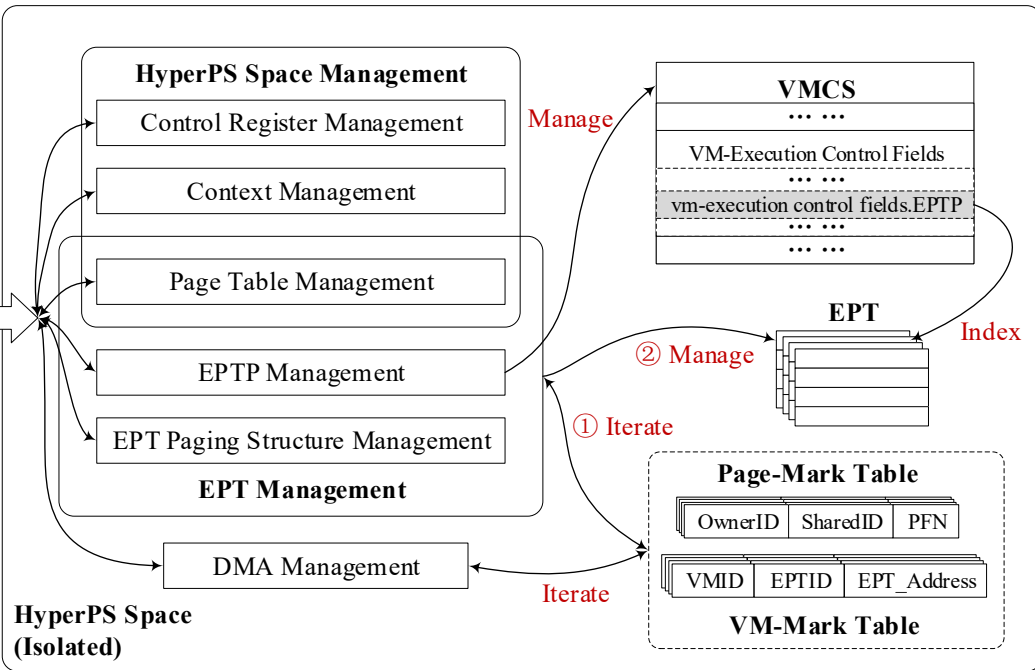 HyperPS Space Management
Control Register Management
Context Management
Page Table Management
EPTP Management
EPT Paging Structure Management
EPT Management
DMA Management
HyperPS Space
(Isolated)
Manage
VMCS
... ...
VM-Execution Control Fields
... ...
vm-execution control fields.EPTP
... ...
... ...
EPT
Index
② Manage
① Iterate
Iterate
Page-Mark Table
OwnerID SharedID PFN
VMID EPTID EPT_Address
VM-Mark Table